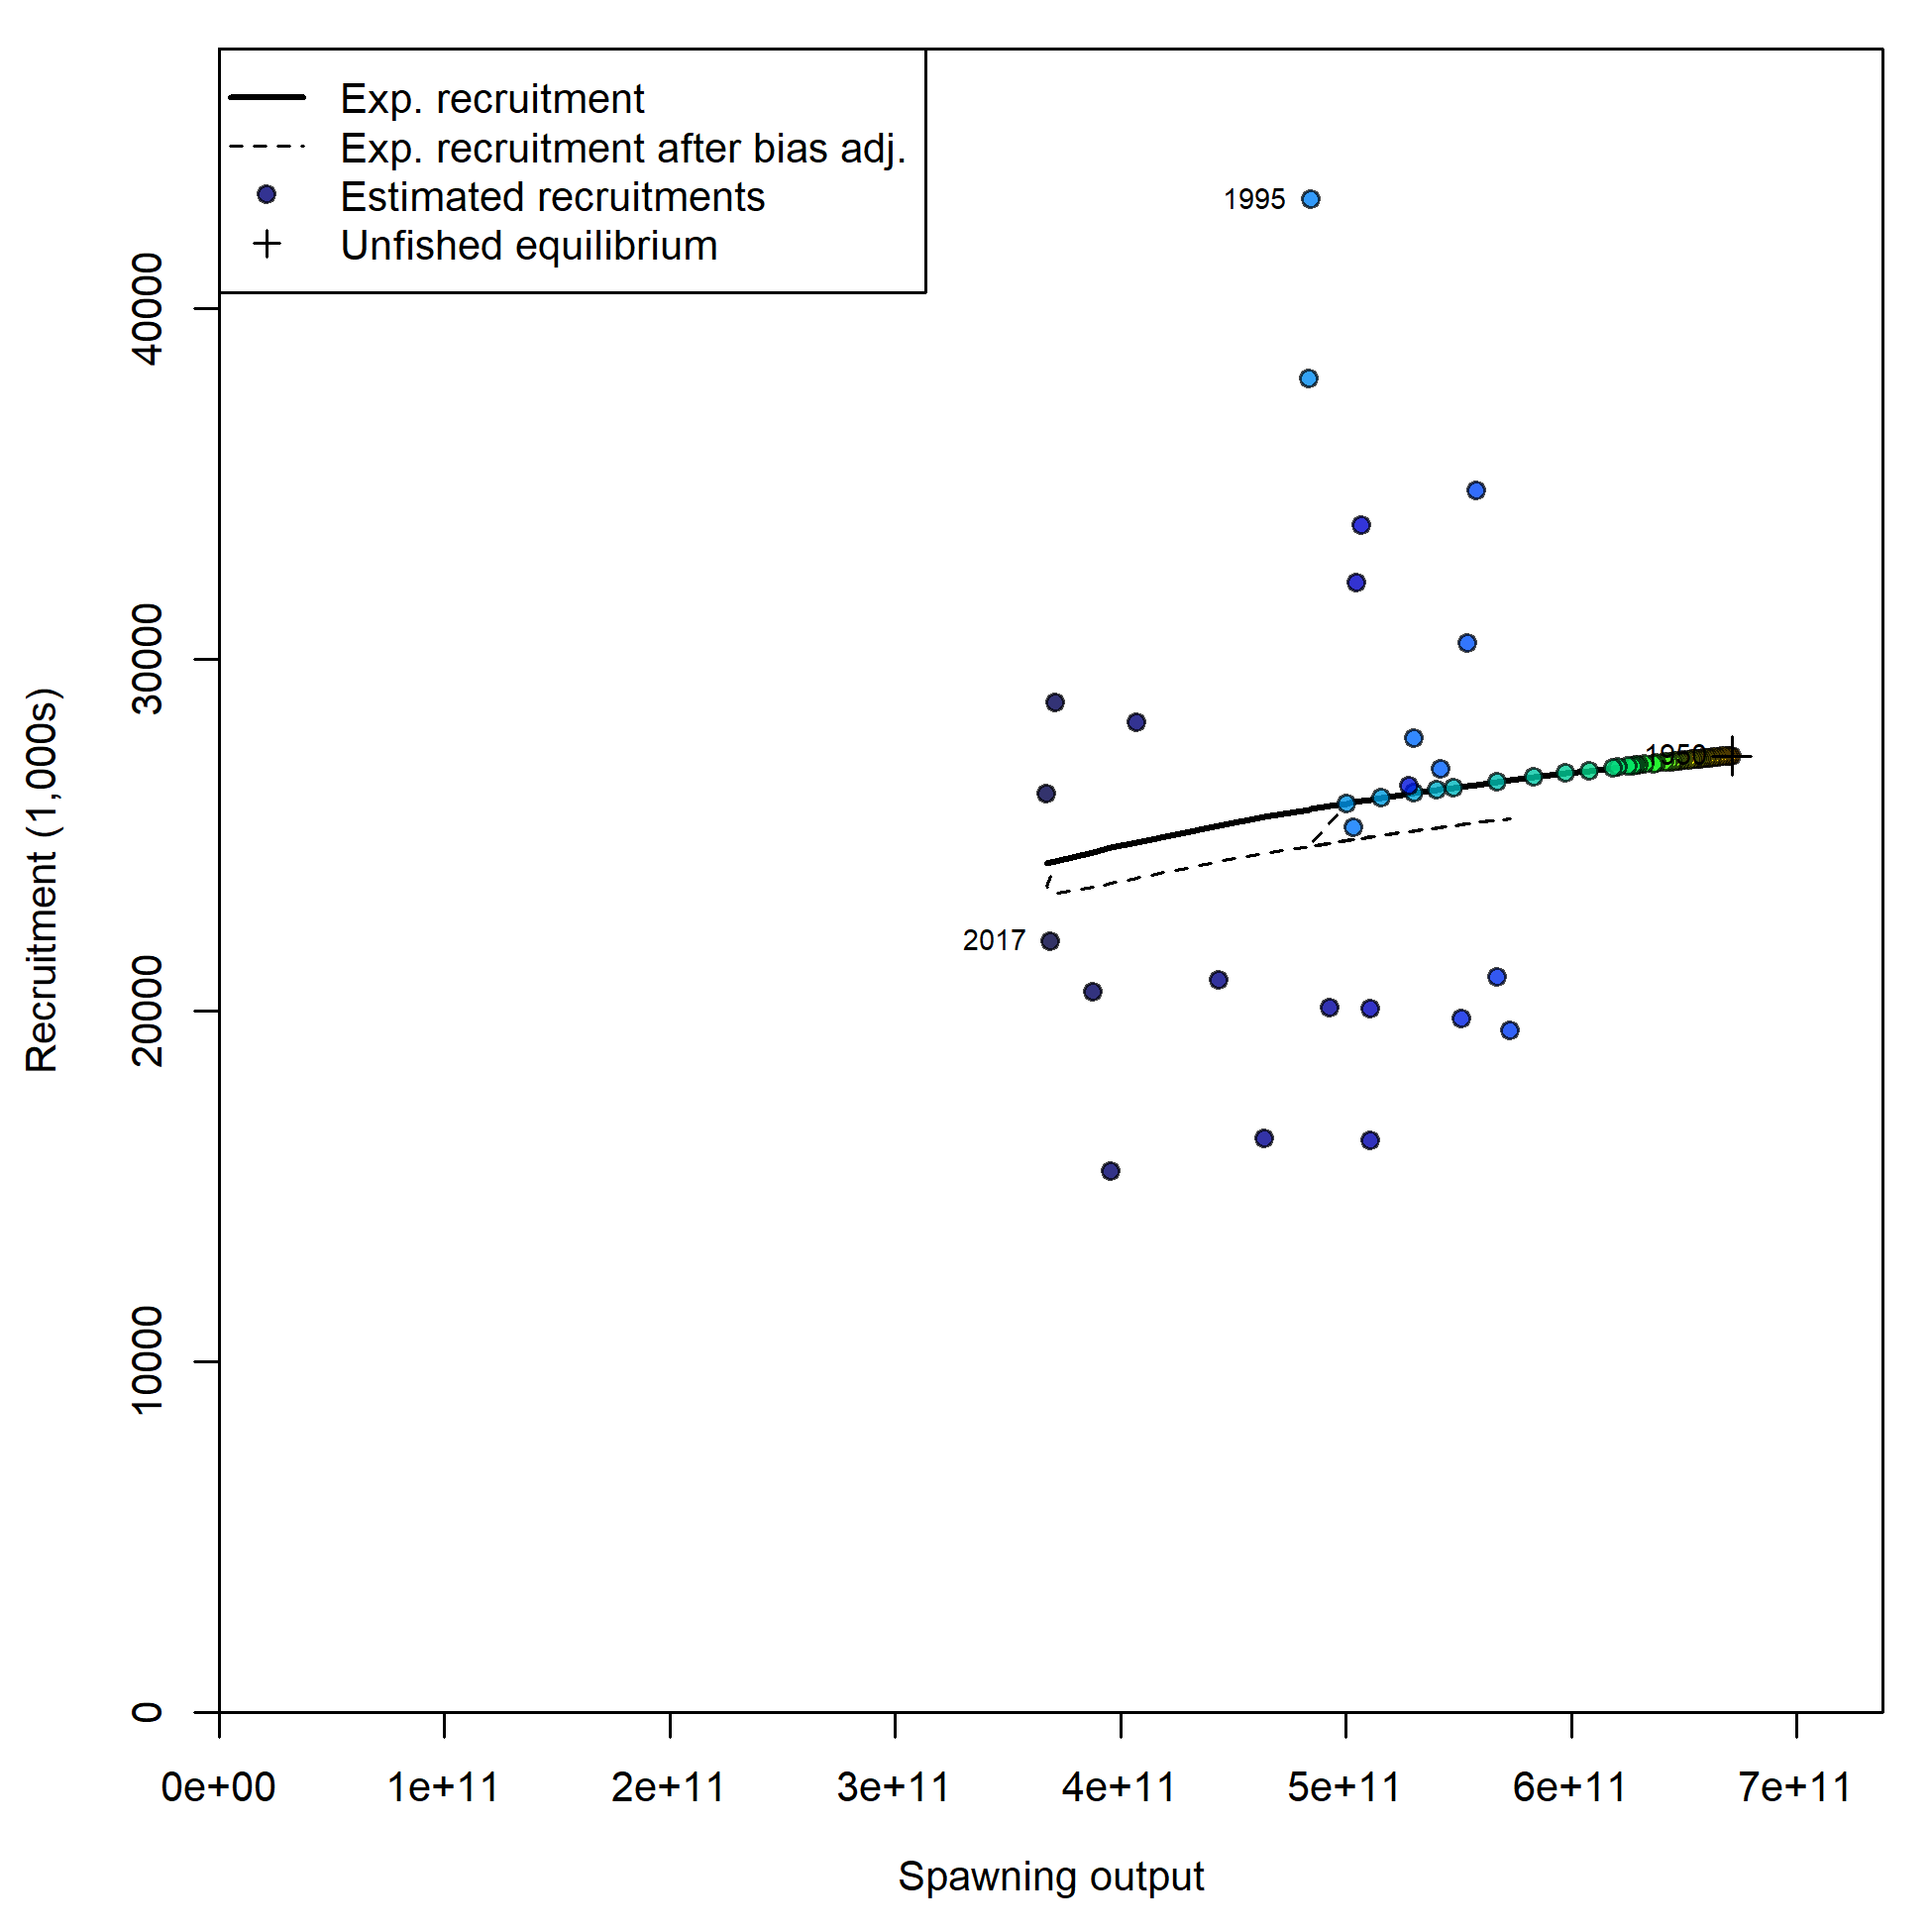 Exp. recruitment
Exp. recruitment after bias adj.
Estimated recruitments
Unfished equilibrium
1995
1950
2017
Recruitment (1,000s)
40000
30000
20000
10000
0
0e+00 1e+11 2e+11 3e+11 4e+11 5e+11 6e+11 7e+11
Spawning output